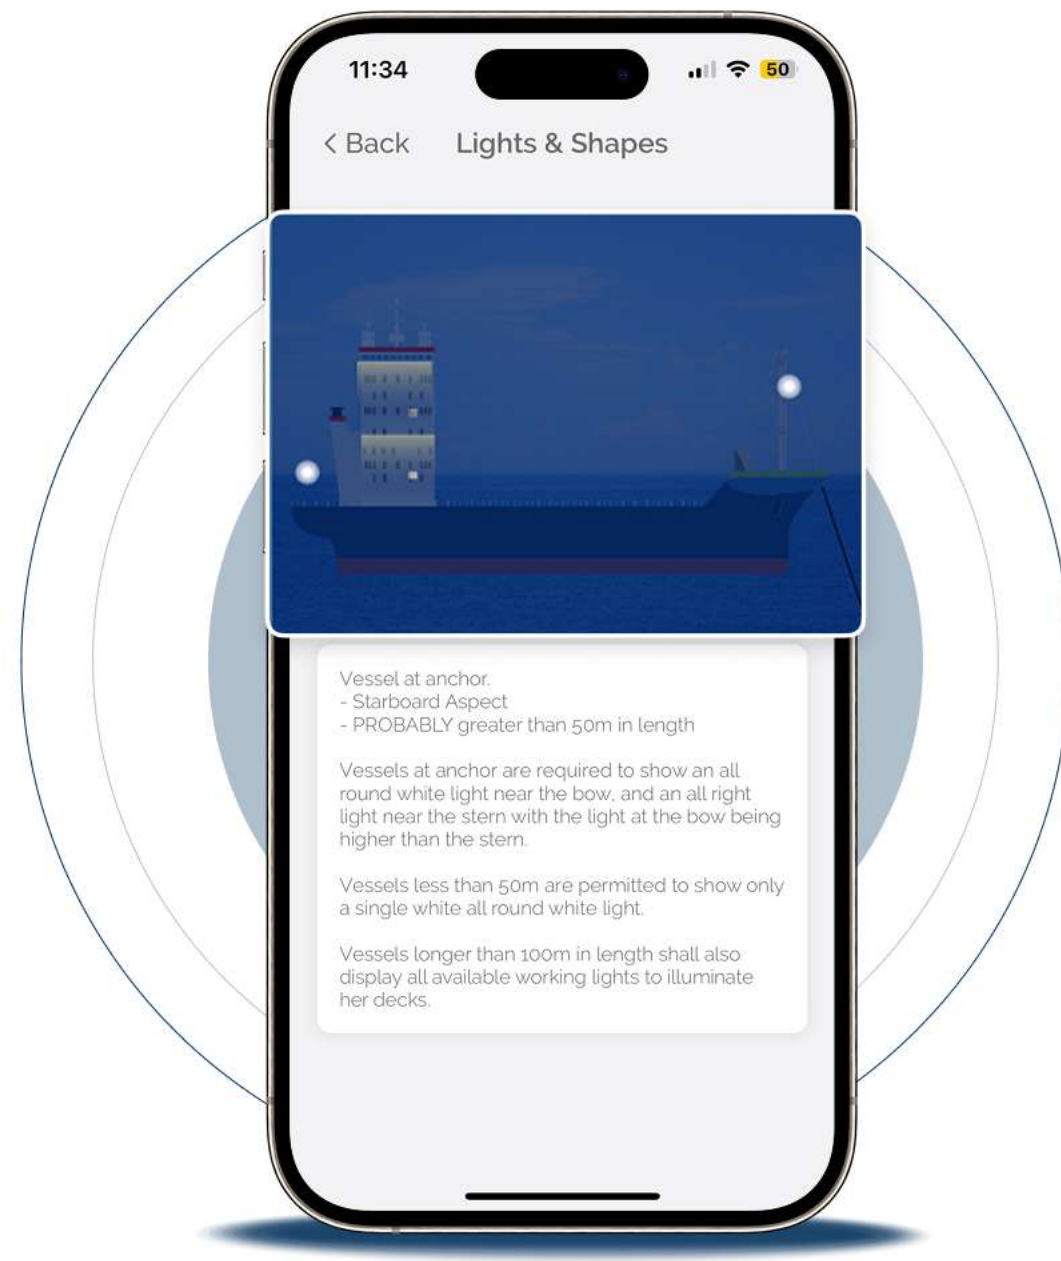 11:34
50
< Back Lights & Shapes
Vessel at anchor.
- Starboard Aspect
- PROBABLY greater than 50m in length
Vessels at anchor are required to show an all
round white light near the bow, and an all right
light near the stern with the light at the bow being
higher than the stern.
Vessels less than 50m are permitted to show only
a single white all round white light.
Vessels longer than 100m in length shall also
display all available working lights to illuminate
her decks.